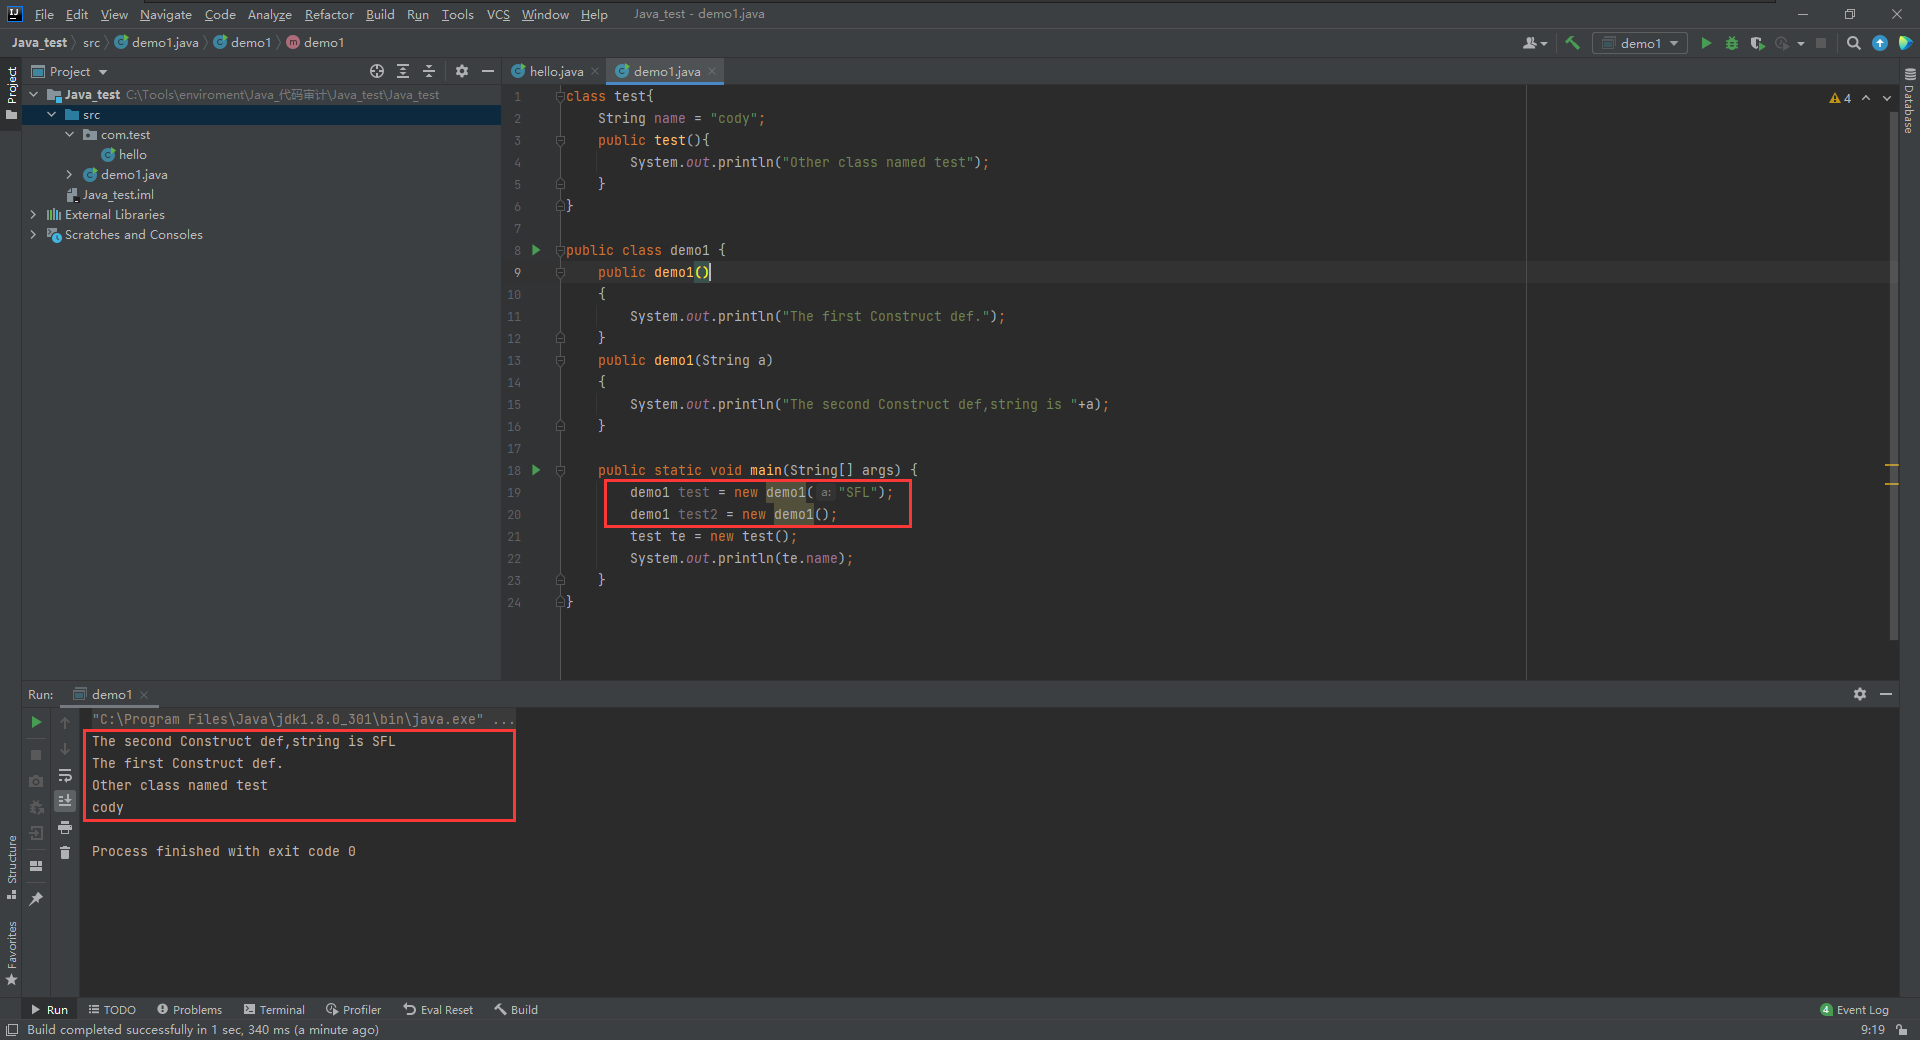 File Edit View Navigate Code Analyze Refactor Build Run Tools VCS Window Help Java_test - demo1.java
Java_test src demo1.java demo1 m demo1
demo1
Project
hello.java demo1.java
Project
Java_test C:\Tools\enviroment\Java_代码审计\Java_test\Java_test
src
com.test
hello
demo1.java
Java_test.iml
External Libraries
Scratches and Consoles
4
Database
1 class test{
2 String name = "cody";
3 public test(){
4 System.out.println("Other class named test");
5 }
6 }
7
8 public class demo1 {
9 public demo1()
10 {
11 System.out.println("The first Construct def.");
12 }
13 public demo1(String a)
14 {
15 System.out.println("The second Construct def,string is "+a);
16 }
17
18 public static void main(String[] args) {
19 demo1 test = new demo1( a: "SFL");
20 demo1 test2 = new demo1();
21 test te = new test();
22 System.out.println(te.name);
23 }
24 }
Run: demo1
"C:\Program Files\Java\jdk1.8.0_301\bin\java.exe" ...
The second Construct def,string is SFL
The first Construct def.
Other class named test
cody
Process finished with exit code 0
Structure
Favorites
Run TODO Problems Terminal Profiler Eval Reset Build 4 Event Log
Build completed successfully in 1 sec, 340 ms (a minute ago) 9:19